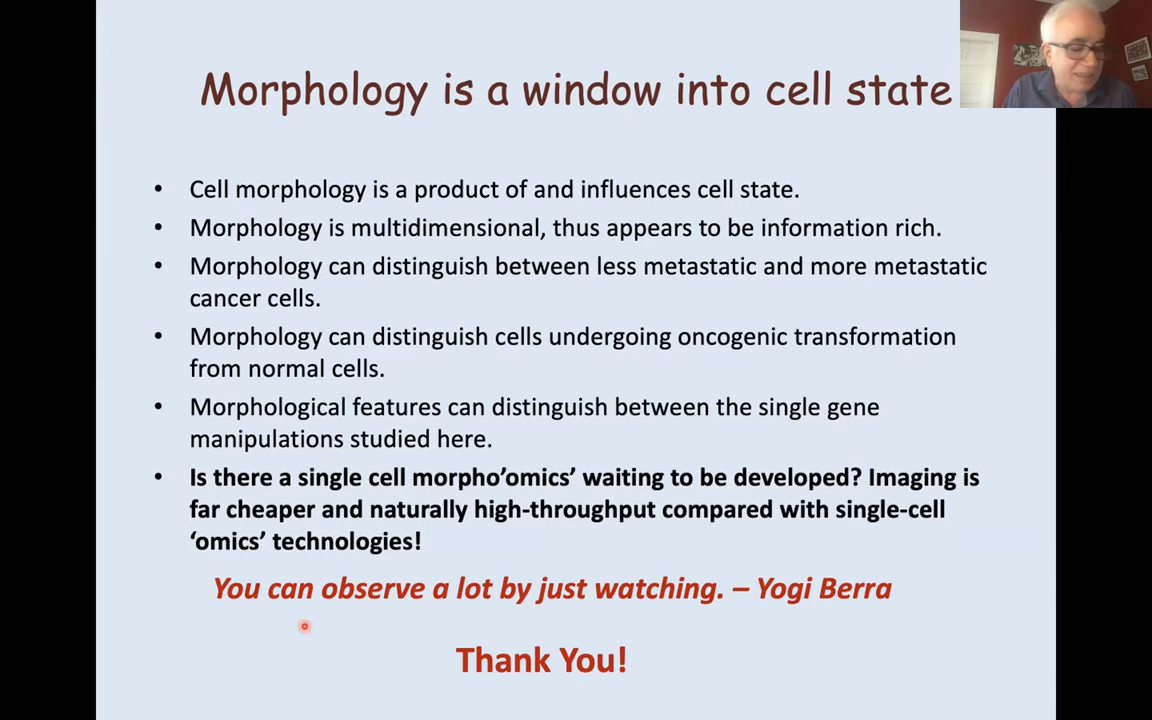 Morphology is a window into cell state
• Cell morphology is a product of and influences cell state.
• Morphology is multidimensional, thus appears to be information rich.
• Morphology can distinguish between less metastatic and more metastatic
cancer cells.
• Morphology can distinguish cells undergoing oncogenic transformation
from normal cells.
• Morphological features can distinguish between the single gene
manipulations studied here.
• Is there a single cell morpho’omics’ waiting to be developed? Imaging is
far cheaper and naturally high-throughput compared with single-cell
‘omics’ technologies!
You can observe a lot by just watching. – Yogi Berra
Thank You!